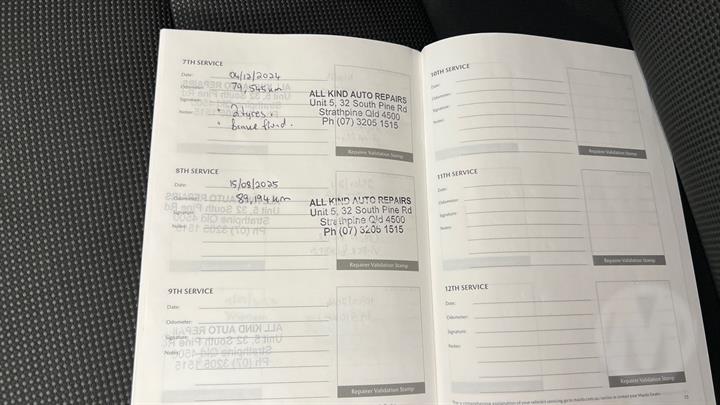 7TH SERVICE
Date: 04/12/2024
Odometer: 79,545km
Signature:
Notes: • 2 tyres.
• brake fluid.
ALL KIND AUTO REPAIRS
Unit 5, 32 South Pine Rd
Strathpine Qld 4500
Ph (07) 3205 1515
Repairer Validation Stamp
8TH SERVICE
Date: 15/08/2025
Odometer: 89,194km
Signature:
Notes:
ALL KIND AUTO REPAIRS
Unit 5, 32 South Pine Rd
Strathpine Qld 4500
Ph (07) 3205 1515
Repairer Validation Stamp
9TH SERVICE
Date:
Odometer:
Signature:
Notes:
Repairer Validation Stamp
10TH SERVICE
Date:
Odometer:
Signature:
Notes:
Repairer Validation Stamp
11TH SERVICE
Date:
Odometer:
Signature:
Notes:
Repairer Validation Stamp
12TH SERVICE
Date:
Odometer:
Signature:
Notes:
Repairer Validation Stamp